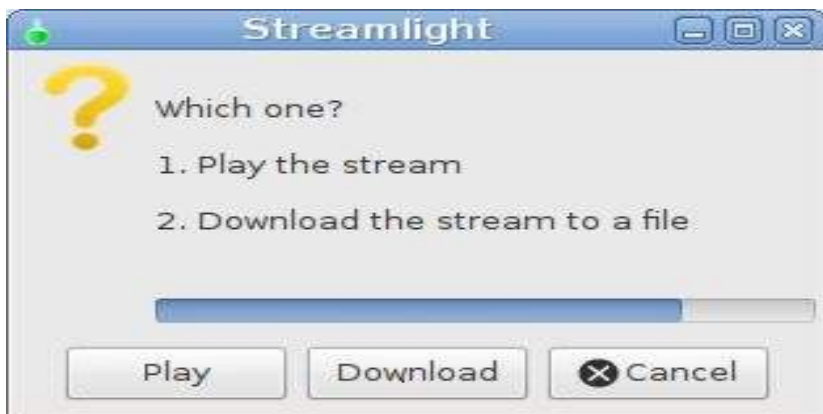 Streamlight
Which one?
1. Play the stream
2. Download the stream to a file
Play Download Cancel